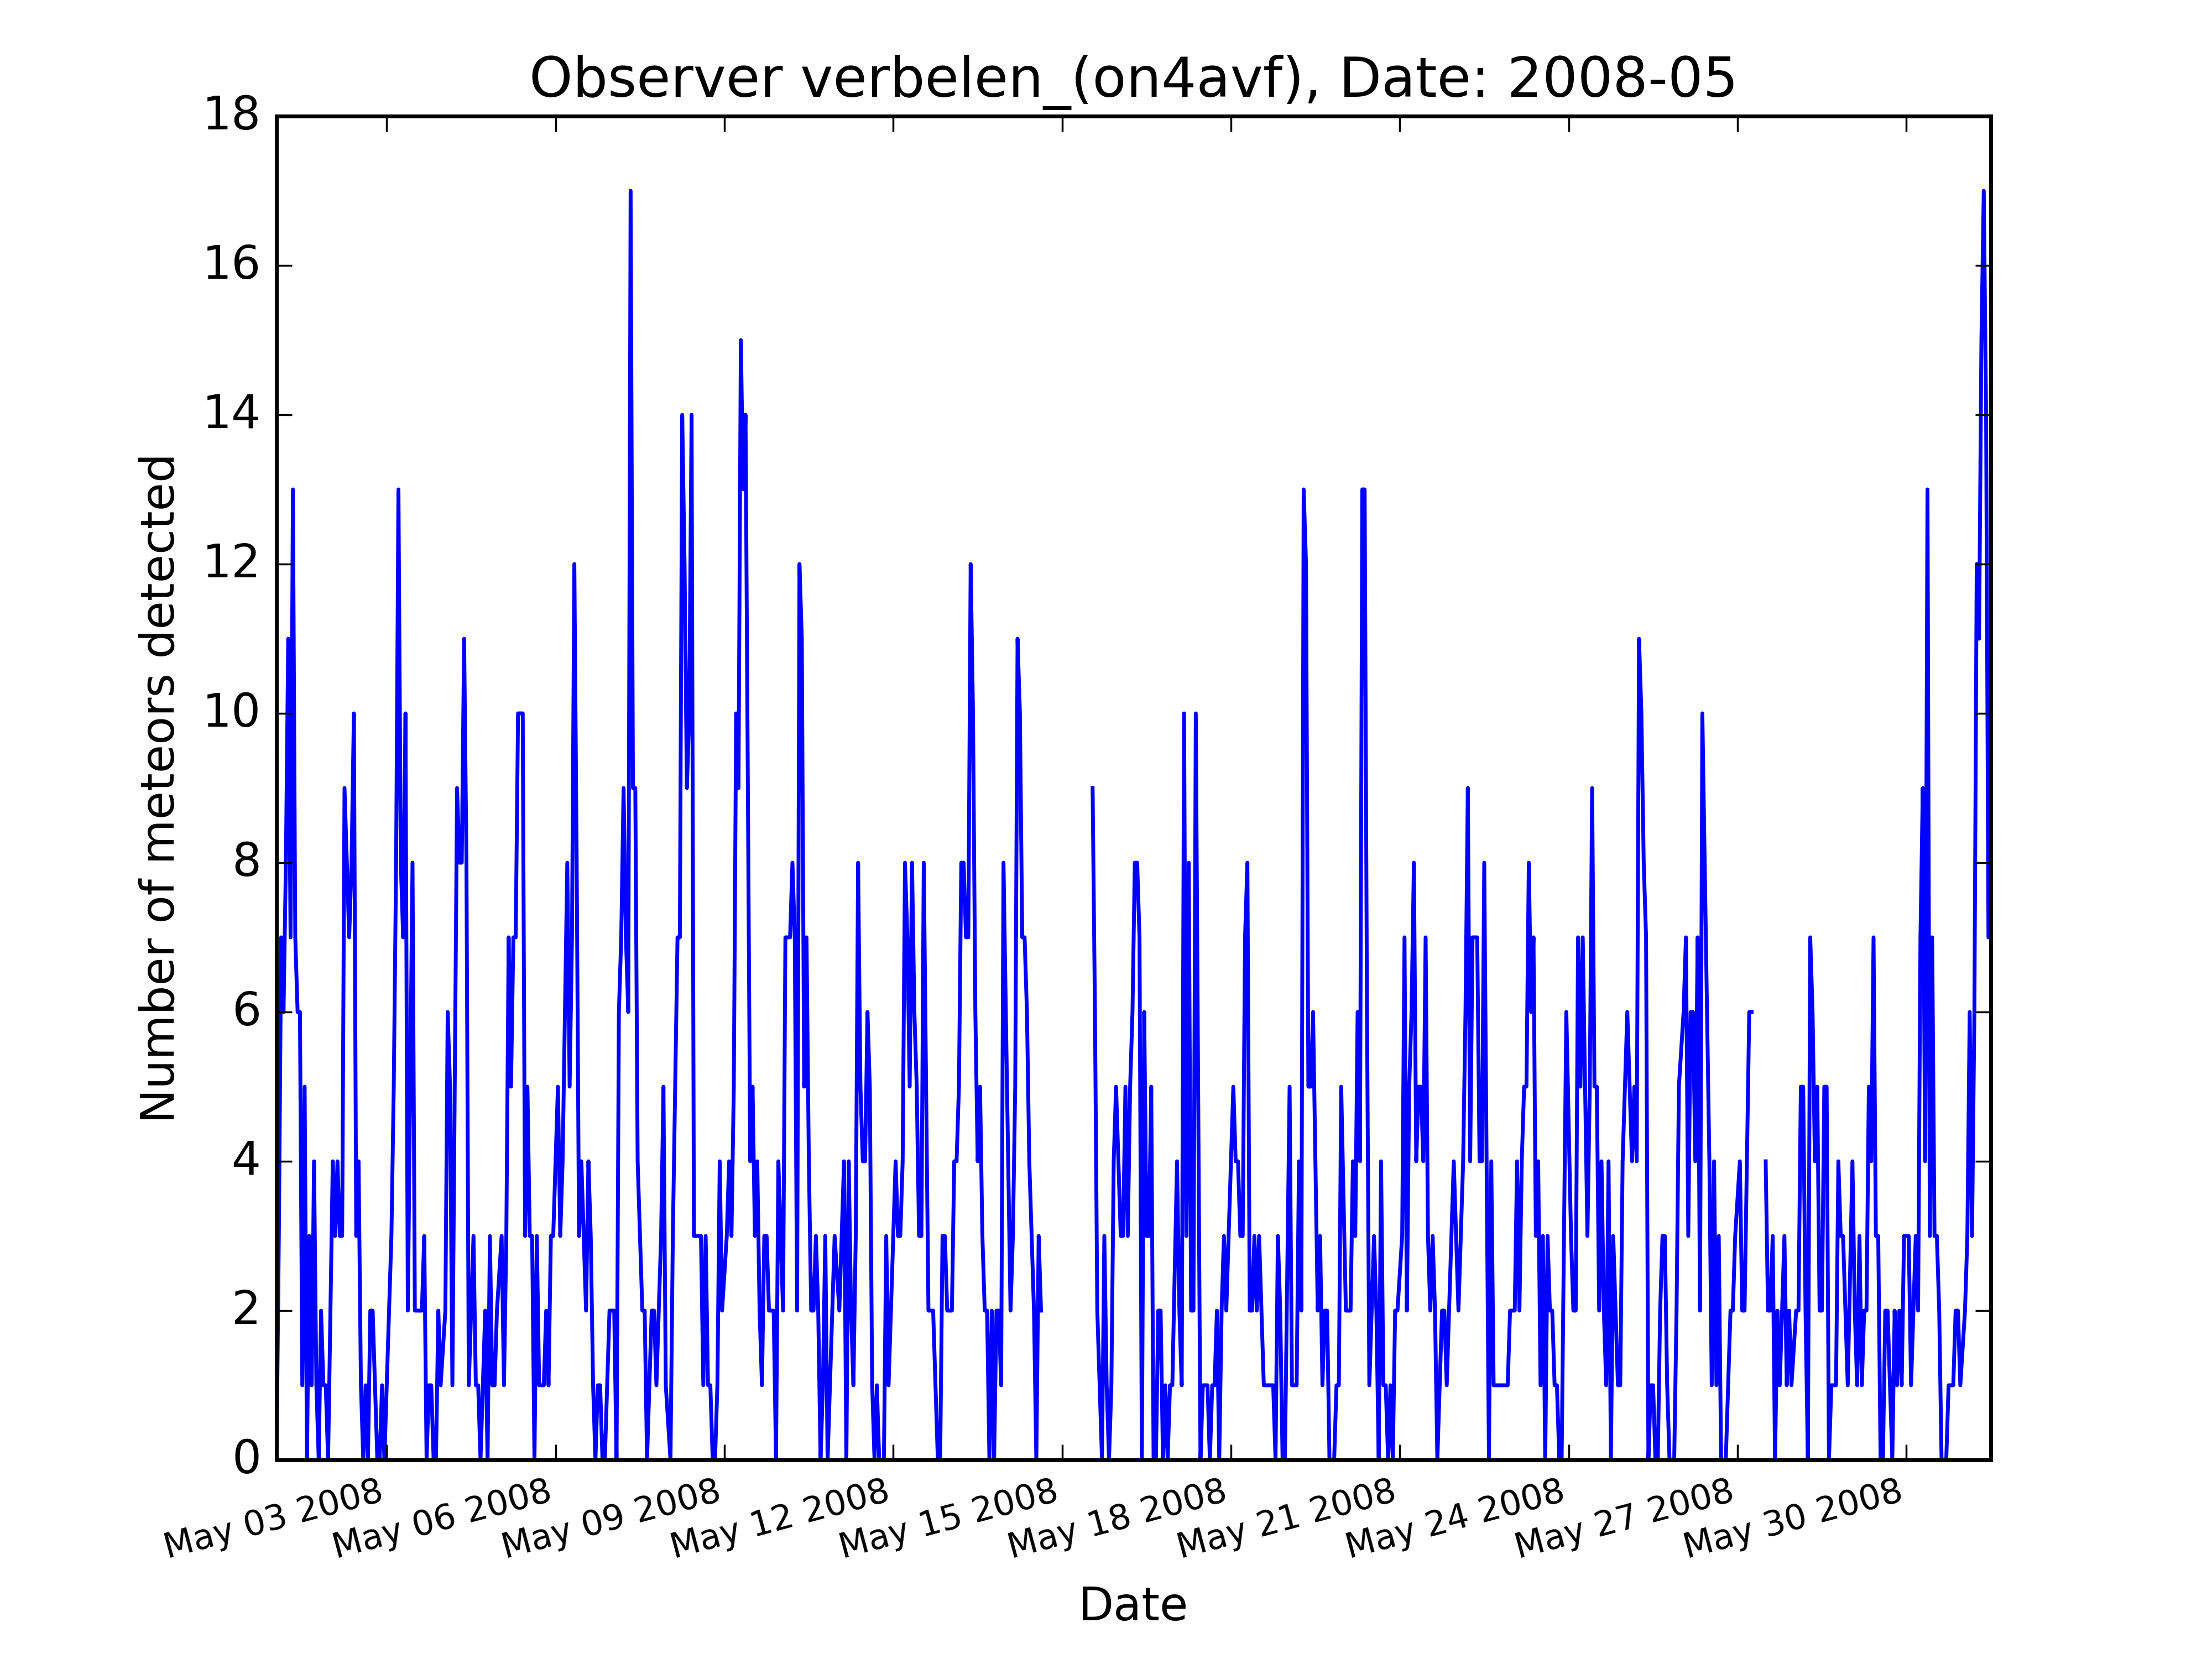 Observer verbelen_(on4avf), Date: 2008-05
Number of meteors detected
18
16
14
12
10
8
6
4
2
0
May 03 2008
May 06 2008
May 09 2008
May 12 2008
May 15 2008
May 18 2008
May 21 2008
May 24 2008
May 27 2008
May 30 2008
Date